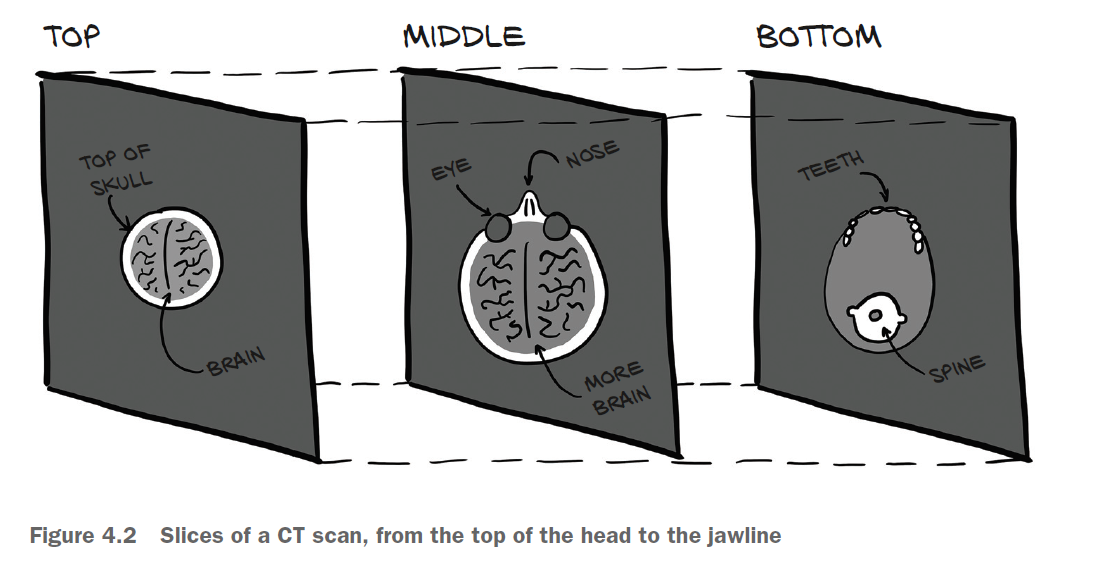 TOP
MIDDLE
BOTTOM
TOP OF
SKULL
BRAIN
EYE
NOSE
MORE
BRAIN
TEETH
SPINE
Figure 4.2 Slices of a CT scan, from the top of the head to the jawline